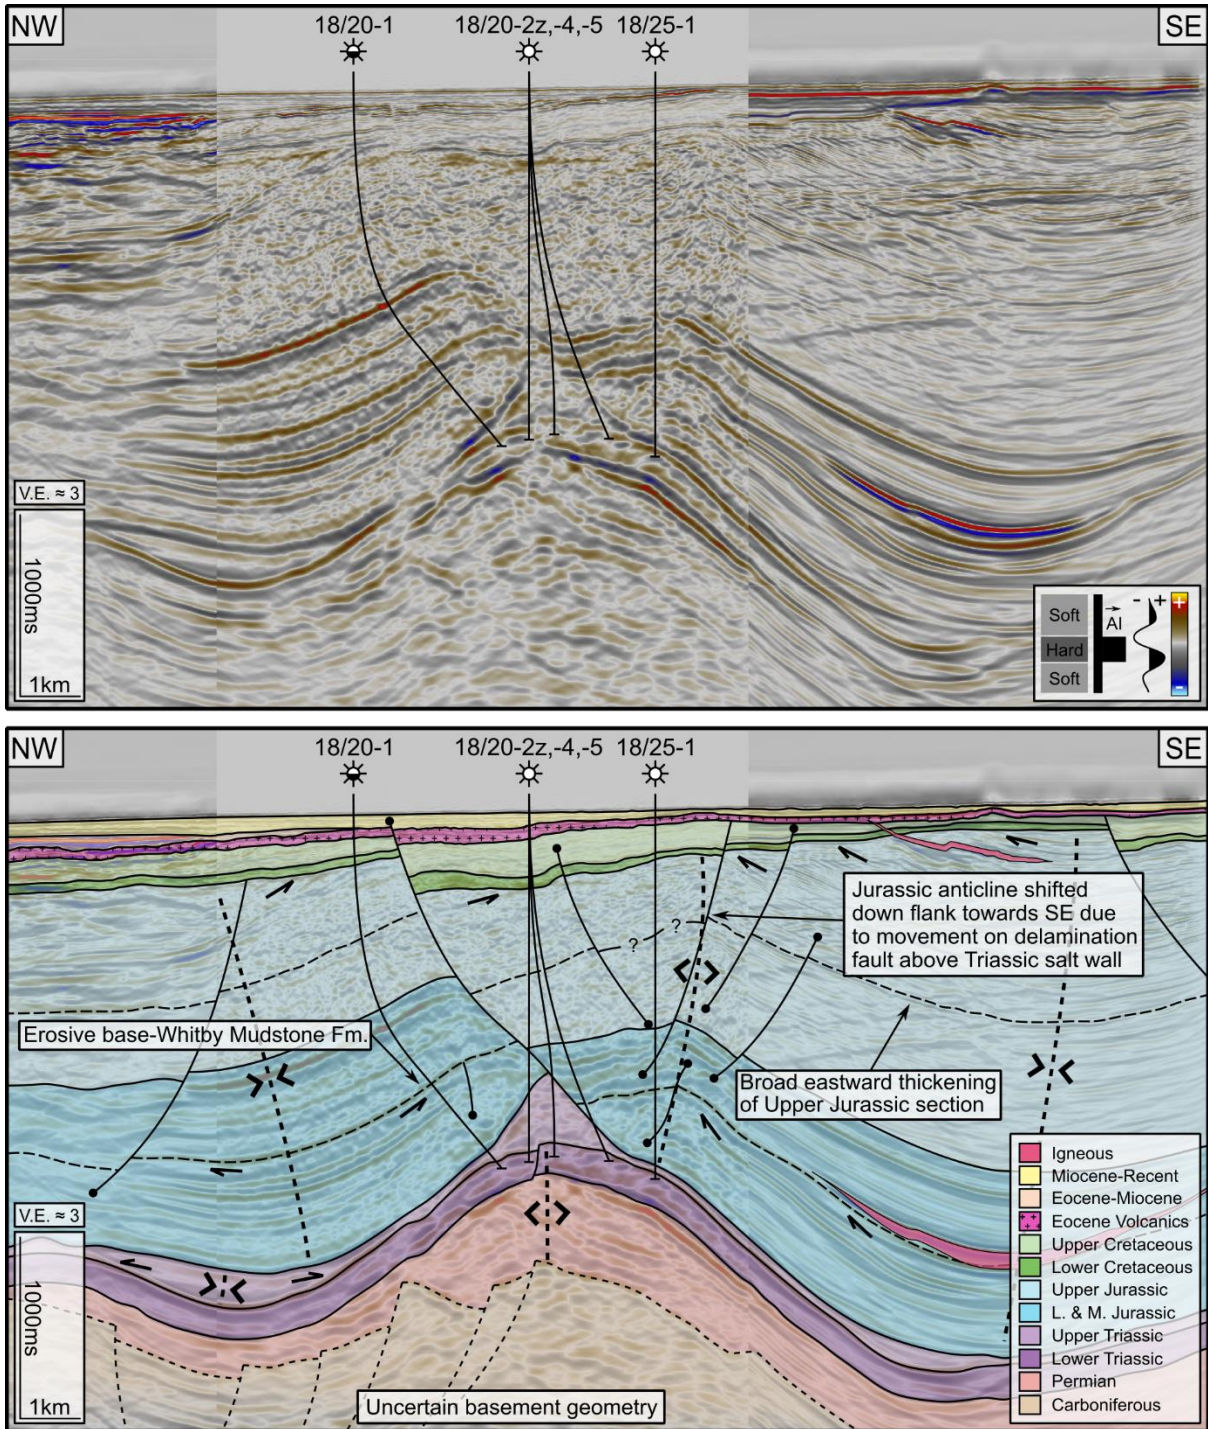 NW
18/20-1
18/20-2z,-4,-5
18/25-1
SE
V.E. ≈ 3
1000ms
1km
Soft
Hard
Soft
AI
- +
+
-
NW
18/20-1
18/20-2z,-4,-5
18/25-1
SE
Jurassic anticline shifted
down flank towards SE due
to movement on delamination
fault above Triassic salt wall
? ?
Erosive base-Whitby Mudstone Fm.
Broad eastward thickening
of Upper Jurassic section
V.E. ≈ 3
1000ms
1km
Uncertain basement geometry
Igneous
Miocene-Recent
Eocene-Miocene
Eocene Volcanics
Upper Cretaceous
Lower Cretaceous
Upper Jurassic
L. & M. Jurassic
Upper Triassic
Lower Triassic
Permian
Carboniferous